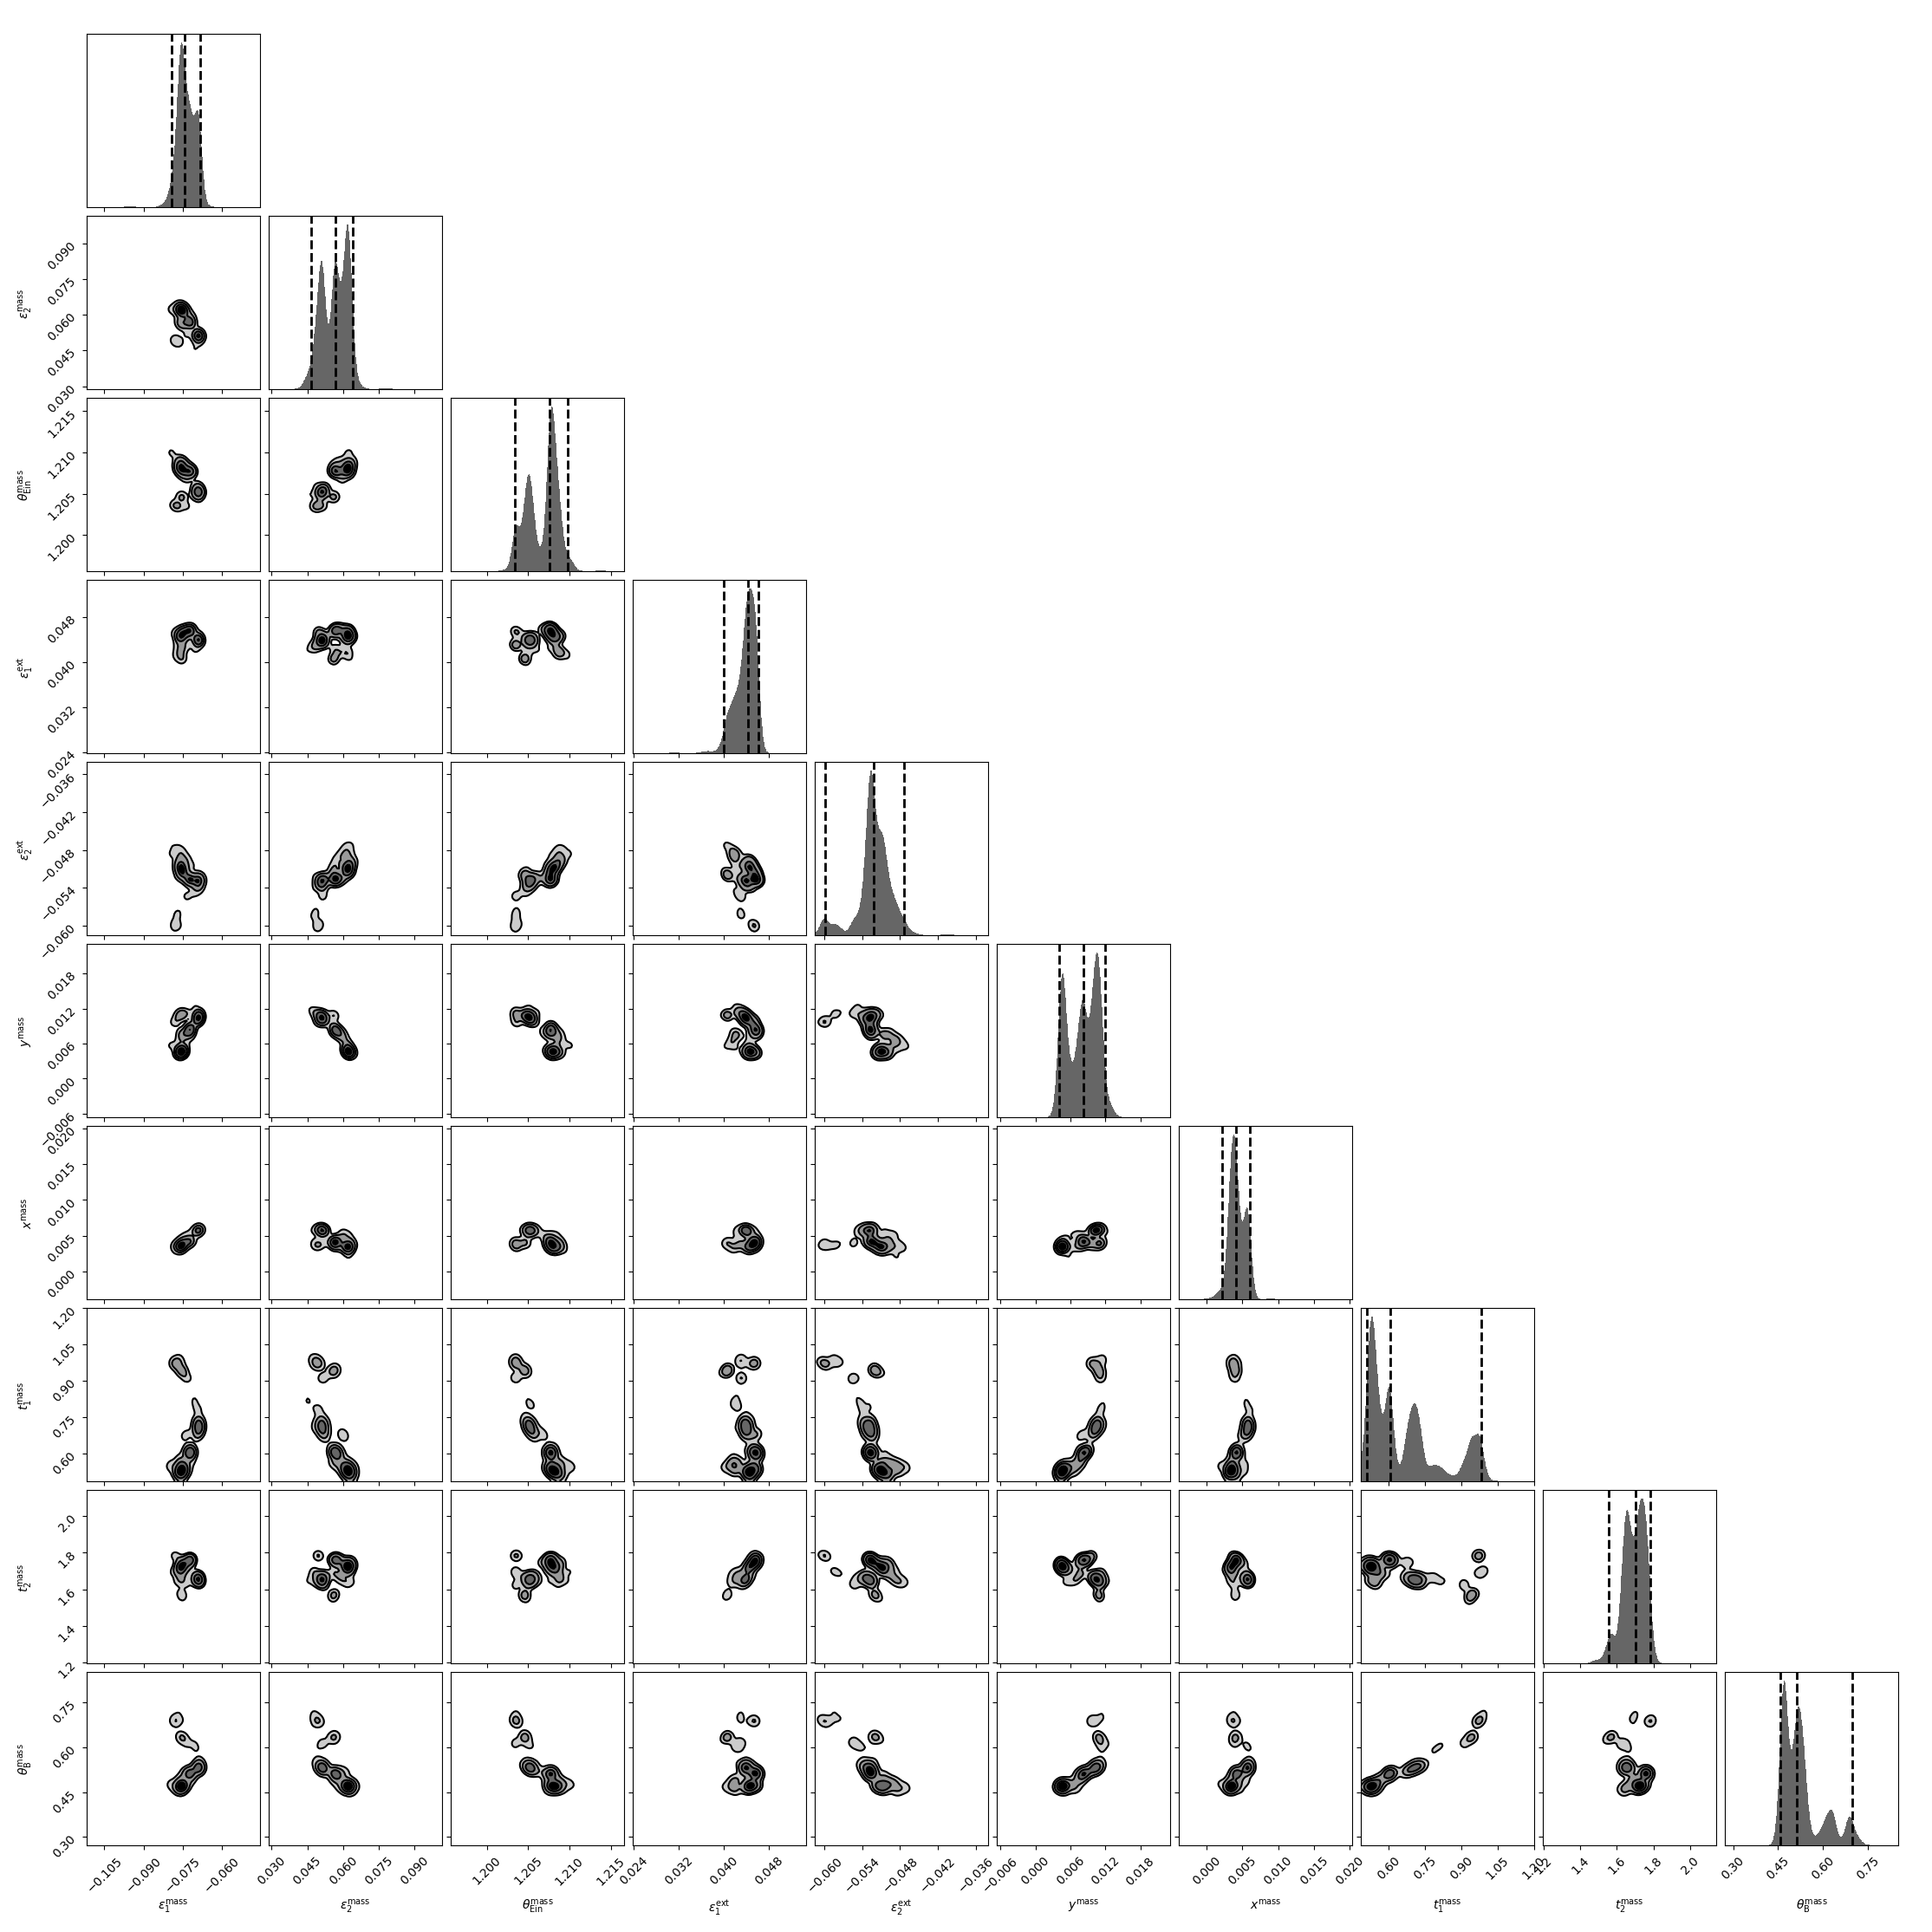 ε₂^mass
0.090
0.075
0.060
0.045
0.030
θ_Ein^mass
1.215
1.210
1.205
1.200
ε₁^ext
0.048
0.040
0.032
0.024
ε₂^ext
−0.036
−0.042
−0.048
−0.054
−0.060
y^mass
0.018
0.012
0.006
0.000
−0.006
x^mass
0.020
0.015
0.010
0.005
0.000
t₁^mass
1.20
1.05
0.90
0.75
0.60
t₂^mass
2.0
1.8
1.6
1.4
1.2
θ_B^mass
0.75
0.60
0.45
0.30
−0.105 −0.090 −0.075 −0.060
0.030 0.045 0.060 0.075 0.090
1.200 1.205 1.210 1.215
0.024 0.032 0.040 0.048
−0.060 −0.054 −0.048 −0.042 −0.036
−0.006 0.000 0.006 0.012 0.018
0.000 0.005 0.010 0.015 0.020
0.60 0.75 0.90 1.05 1.20
1.2 1.4 1.6 1.8 2.0
0.30 0.45 0.60 0.75
ε₁^mass ε₂^mass θ_Ein^mass ε₁^ext ε₂^ext y^mass x^mass t₁^mass t₂^mass θ_B^mass